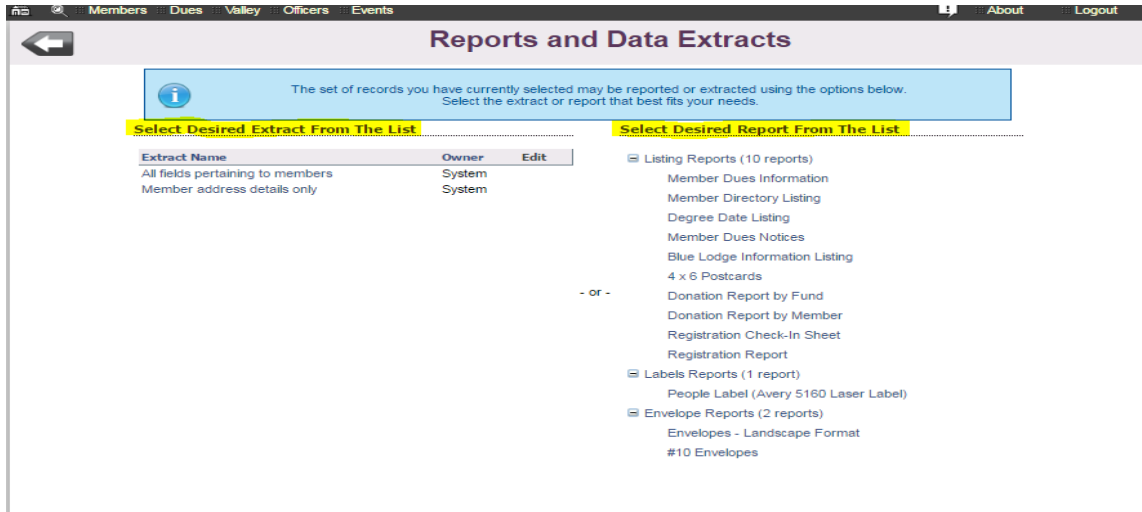 Members Dues Valley Officers Events About Logout
Reports and Data Extracts
The set of records you have currently selected may be reported or extracted using the options below.
Select the extract or report that best fits your needs.
Select Desired Extract From The List
Extract Name Owner Edit
All fields pertaining to members System
Member address details only System
- or -
Select Desired Report From The List
Listing Reports (10 reports)
Member Dues Information
Member Directory Listing
Degree Date Listing
Member Dues Notices
Blue Lodge Information Listing
4 x 6 Postcards
Donation Report by Fund
Donation Report by Member
Registration Check-In Sheet
Registration Report
Labels Reports (1 report)
People Label (Avery 5160 Laser Label)
Envelope Reports (2 reports)
Envelopes - Landscape Format
#10 Envelopes